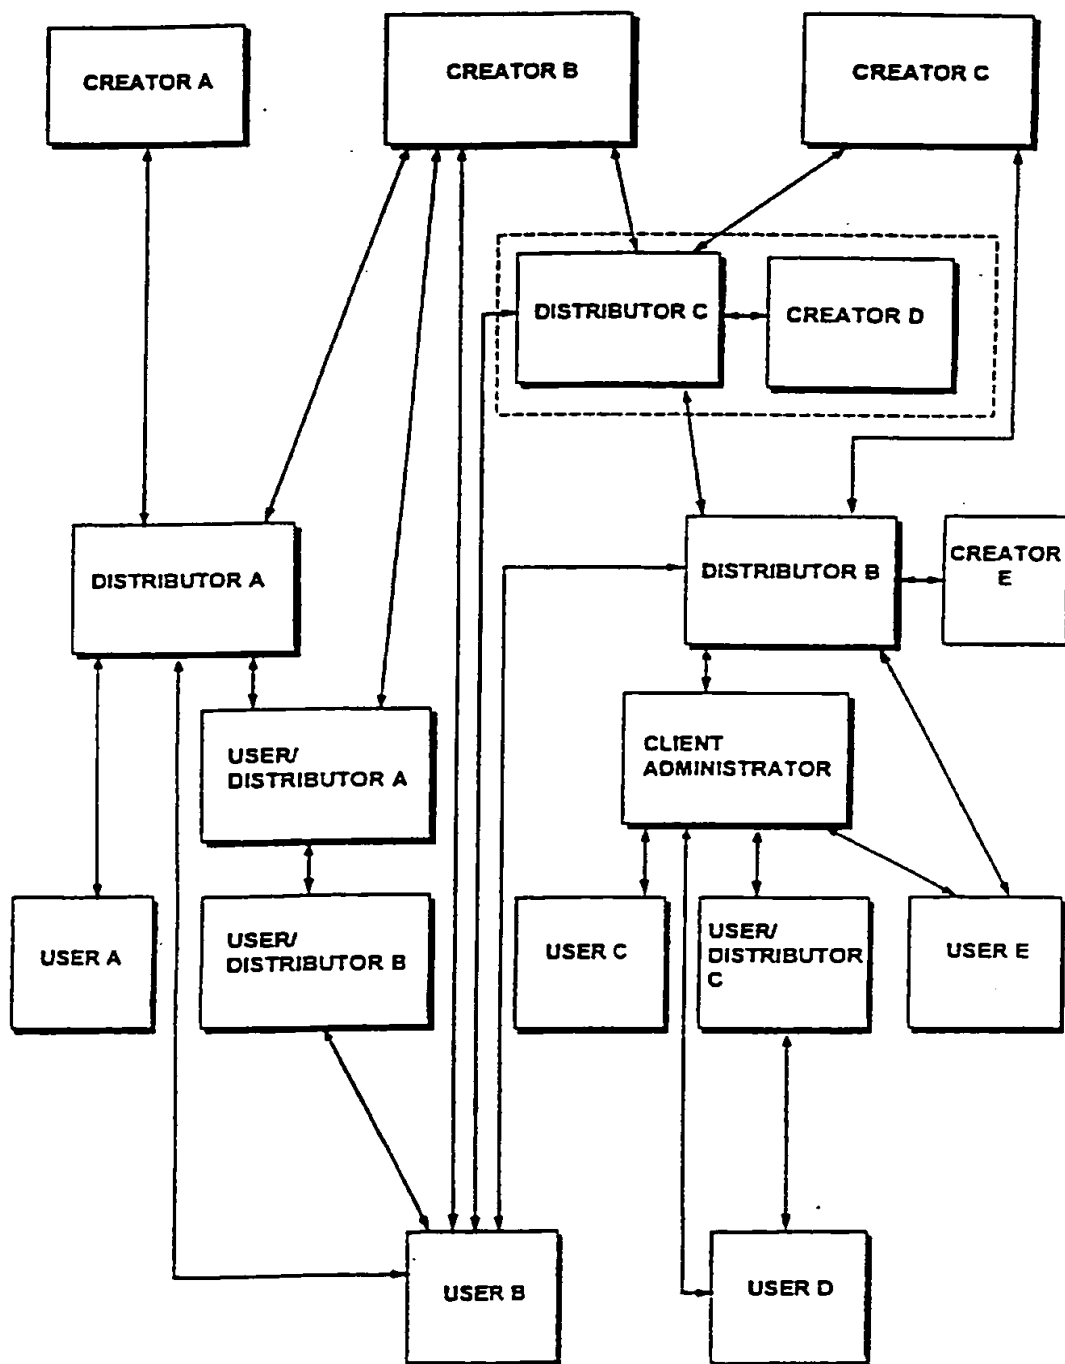 CREATOR A
CREATOR B
CREATOR C
DISTRIBUTOR C
CREATOR D
DISTRIBUTOR A
DISTRIBUTOR B
CREATOR
E
USER/
DISTRIBUTOR A
CLIENT
ADMINISTRATOR
USER A
USER/
DISTRIBUTOR B
USER C
USER/
DISTRIBUTOR
C
USER E
USER B
USER D